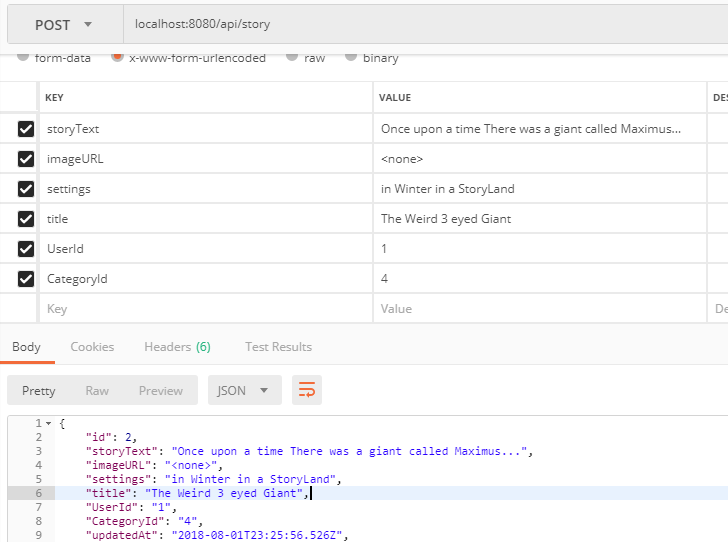 POST localhost:8080/api/story
form-data x-www-form-urlencoded raw binary
KEY VALUE DES
storyText Once upon a time There was a giant called Maximus...
imageURL <none>
settings in Winter in a StoryLand
title The Weird 3 eyed Giant
UserId 1
CategoryId 4
Key Value De
Body Cookies Headers (6) Test Results
Pretty Raw Preview JSON
1 {
2 "id": 2,
3 "storyText": "Once upon a time There was a giant called Maximus...",
4 "imageURL": "<none>",
5 "settings": "in Winter in a StoryLand",
6 "title": "The Weird 3 eyed Giant",
7 "UserId": "1",
8 "CategoryId": "4",
9 "updatedAt": "2018-08-01T23:25:56.526Z",